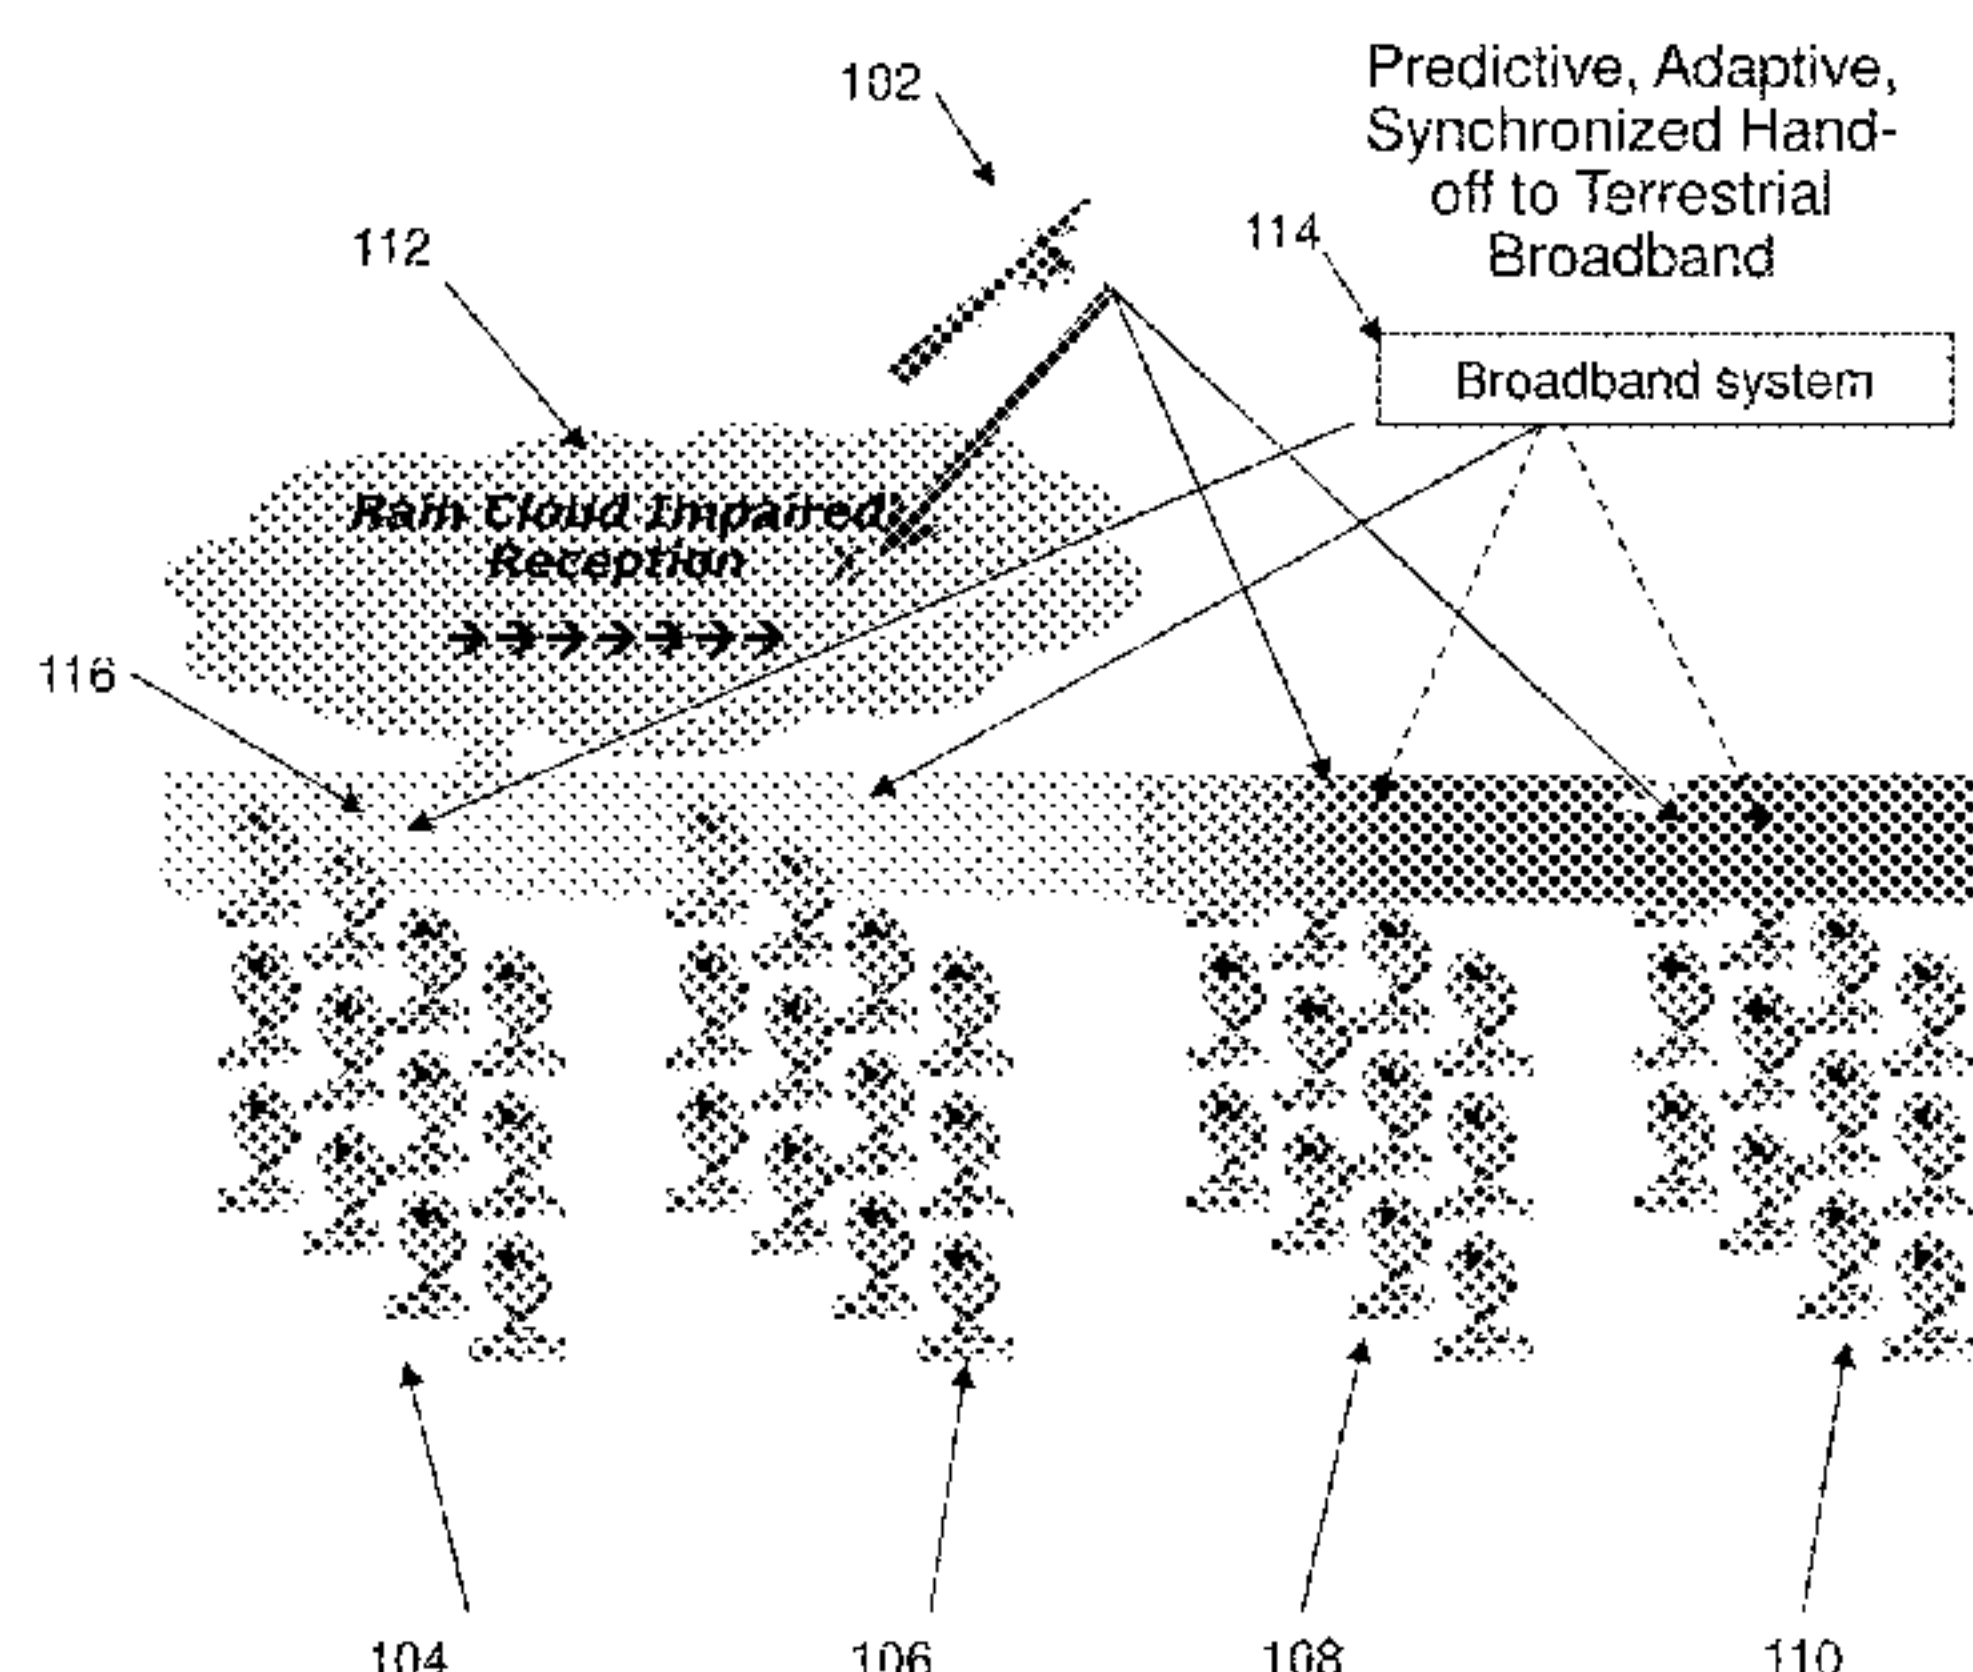 102
Predictive, Adaptive,
Synchronized Hand-
off to Terrestrial
Broadband
112
114
Broadband system
Rain Cloud Impaired
Reception
116
104
106
108
110